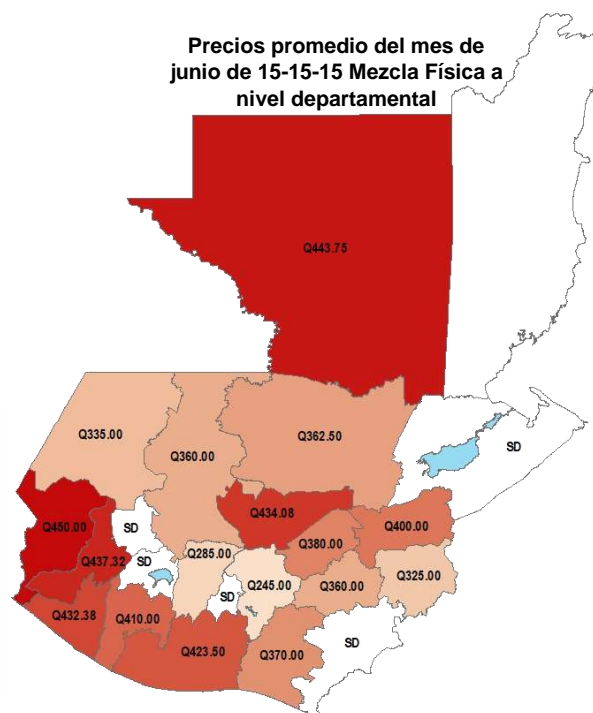 Precios promedio del mes de
junio de 15-15-15 Mezcla Física a
nivel departamental
Q443.75
Q335.00
Q360.00
Q362.50
SD
Q450.00
SD
Q434.08
Q400.00
Q437.32
SD
Q285.00
Q380.00
Q245.00
Q360.00
Q325.00
SD
Q432.38
Q410.00
Q423.50
Q370.00
SD